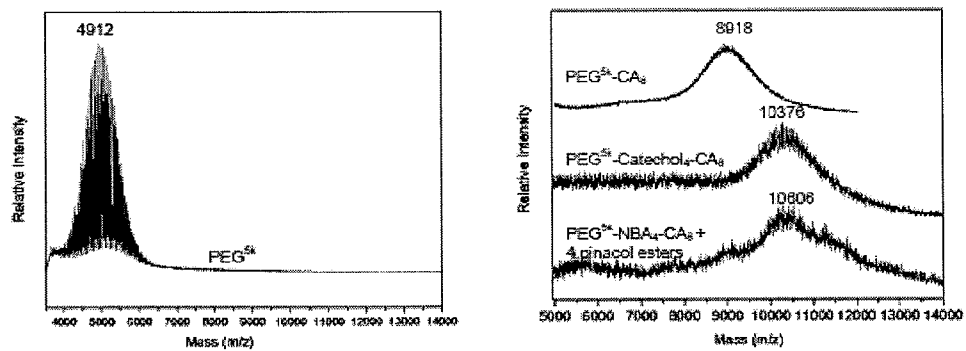 4912
Relative Intensity
PEG5k
4000 5000 6000 7000 8000 9000 10000 11000 12000 13000 14000
Mass (m/z)
8918
PEG5k-CA8
10376
PEG5k-Catechol4-CA8
10606
PEG5k-NBA4-CA8 +
4 pinacol esters
Relative Intensity
5000 6000 7000 8000 9000 10000 11000 12000 13000 14000
Mass (m/z)